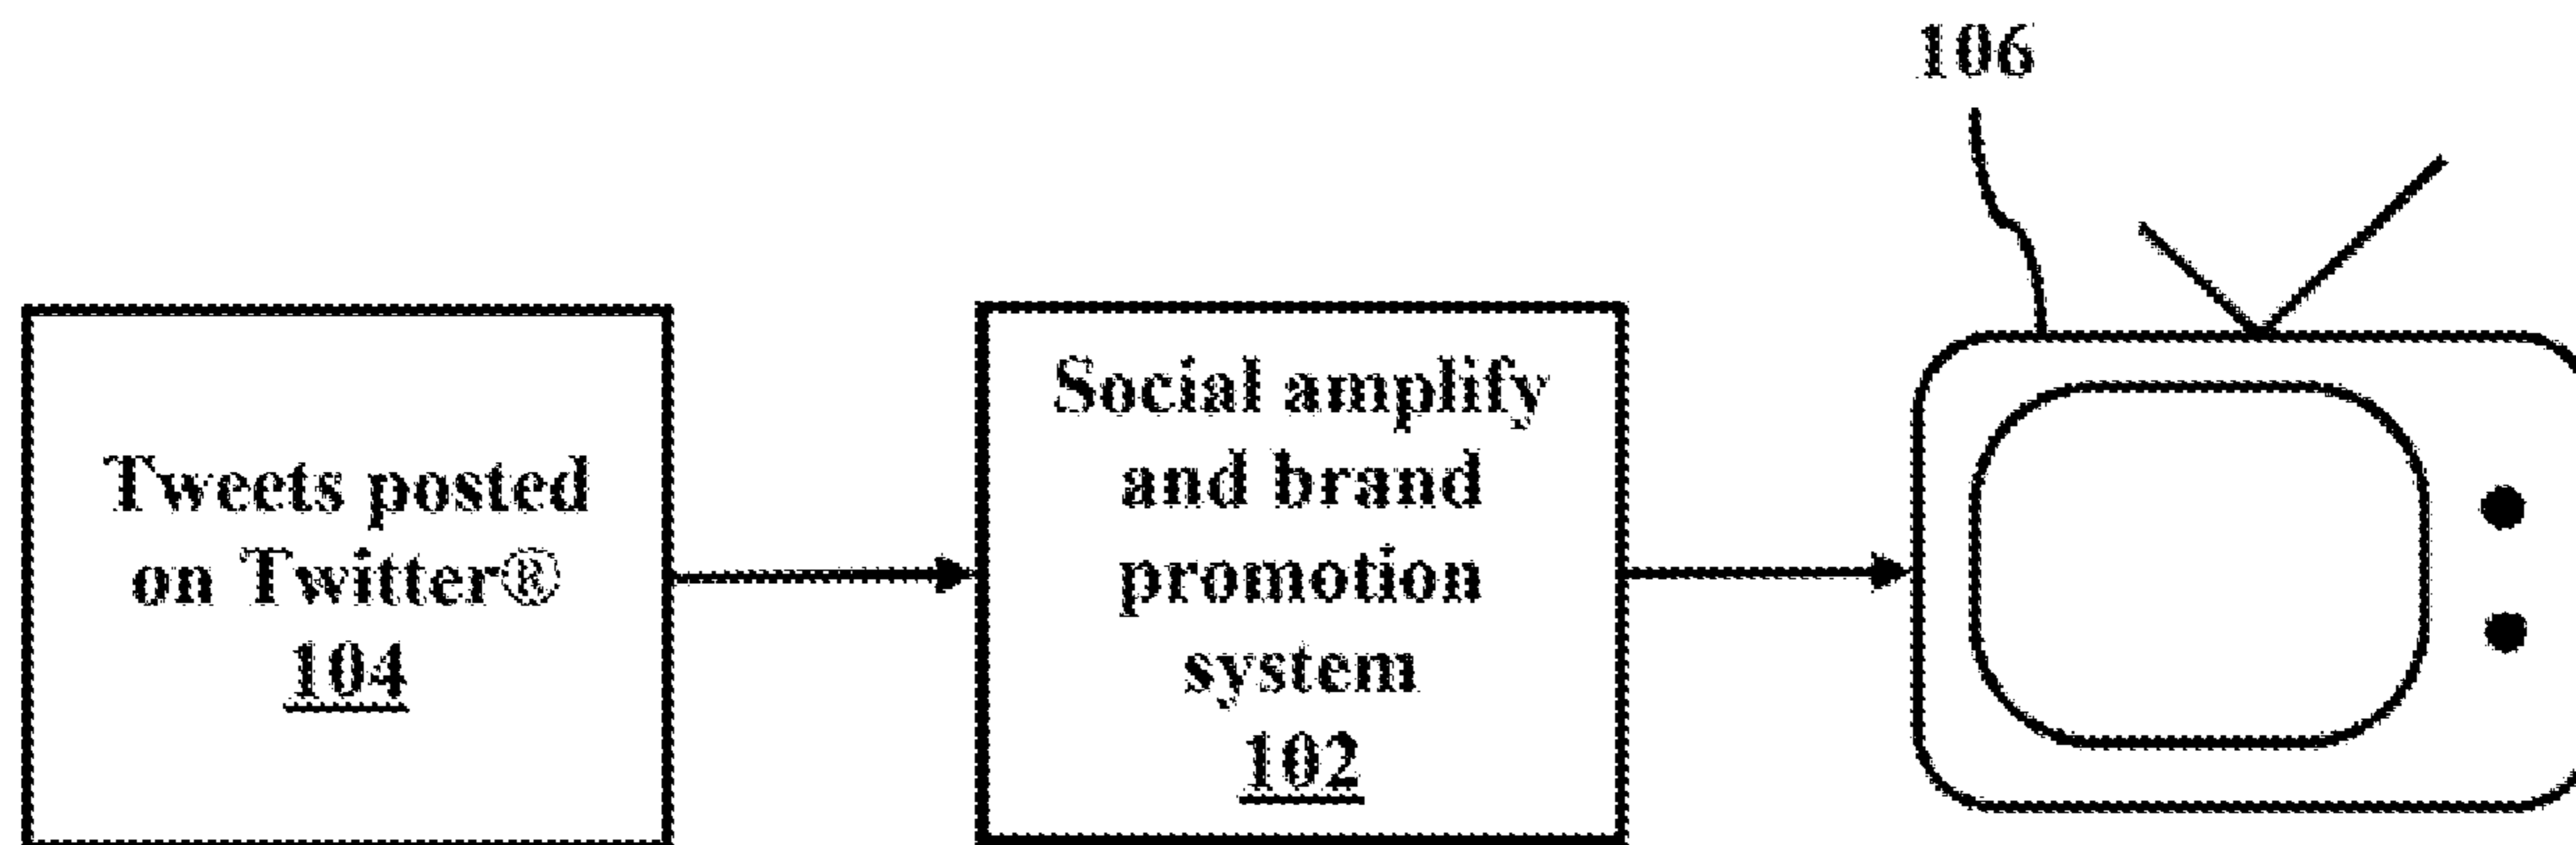 106
Tweets posted
on Twitter®
104
Social amplify
and brand
promotion
system
102